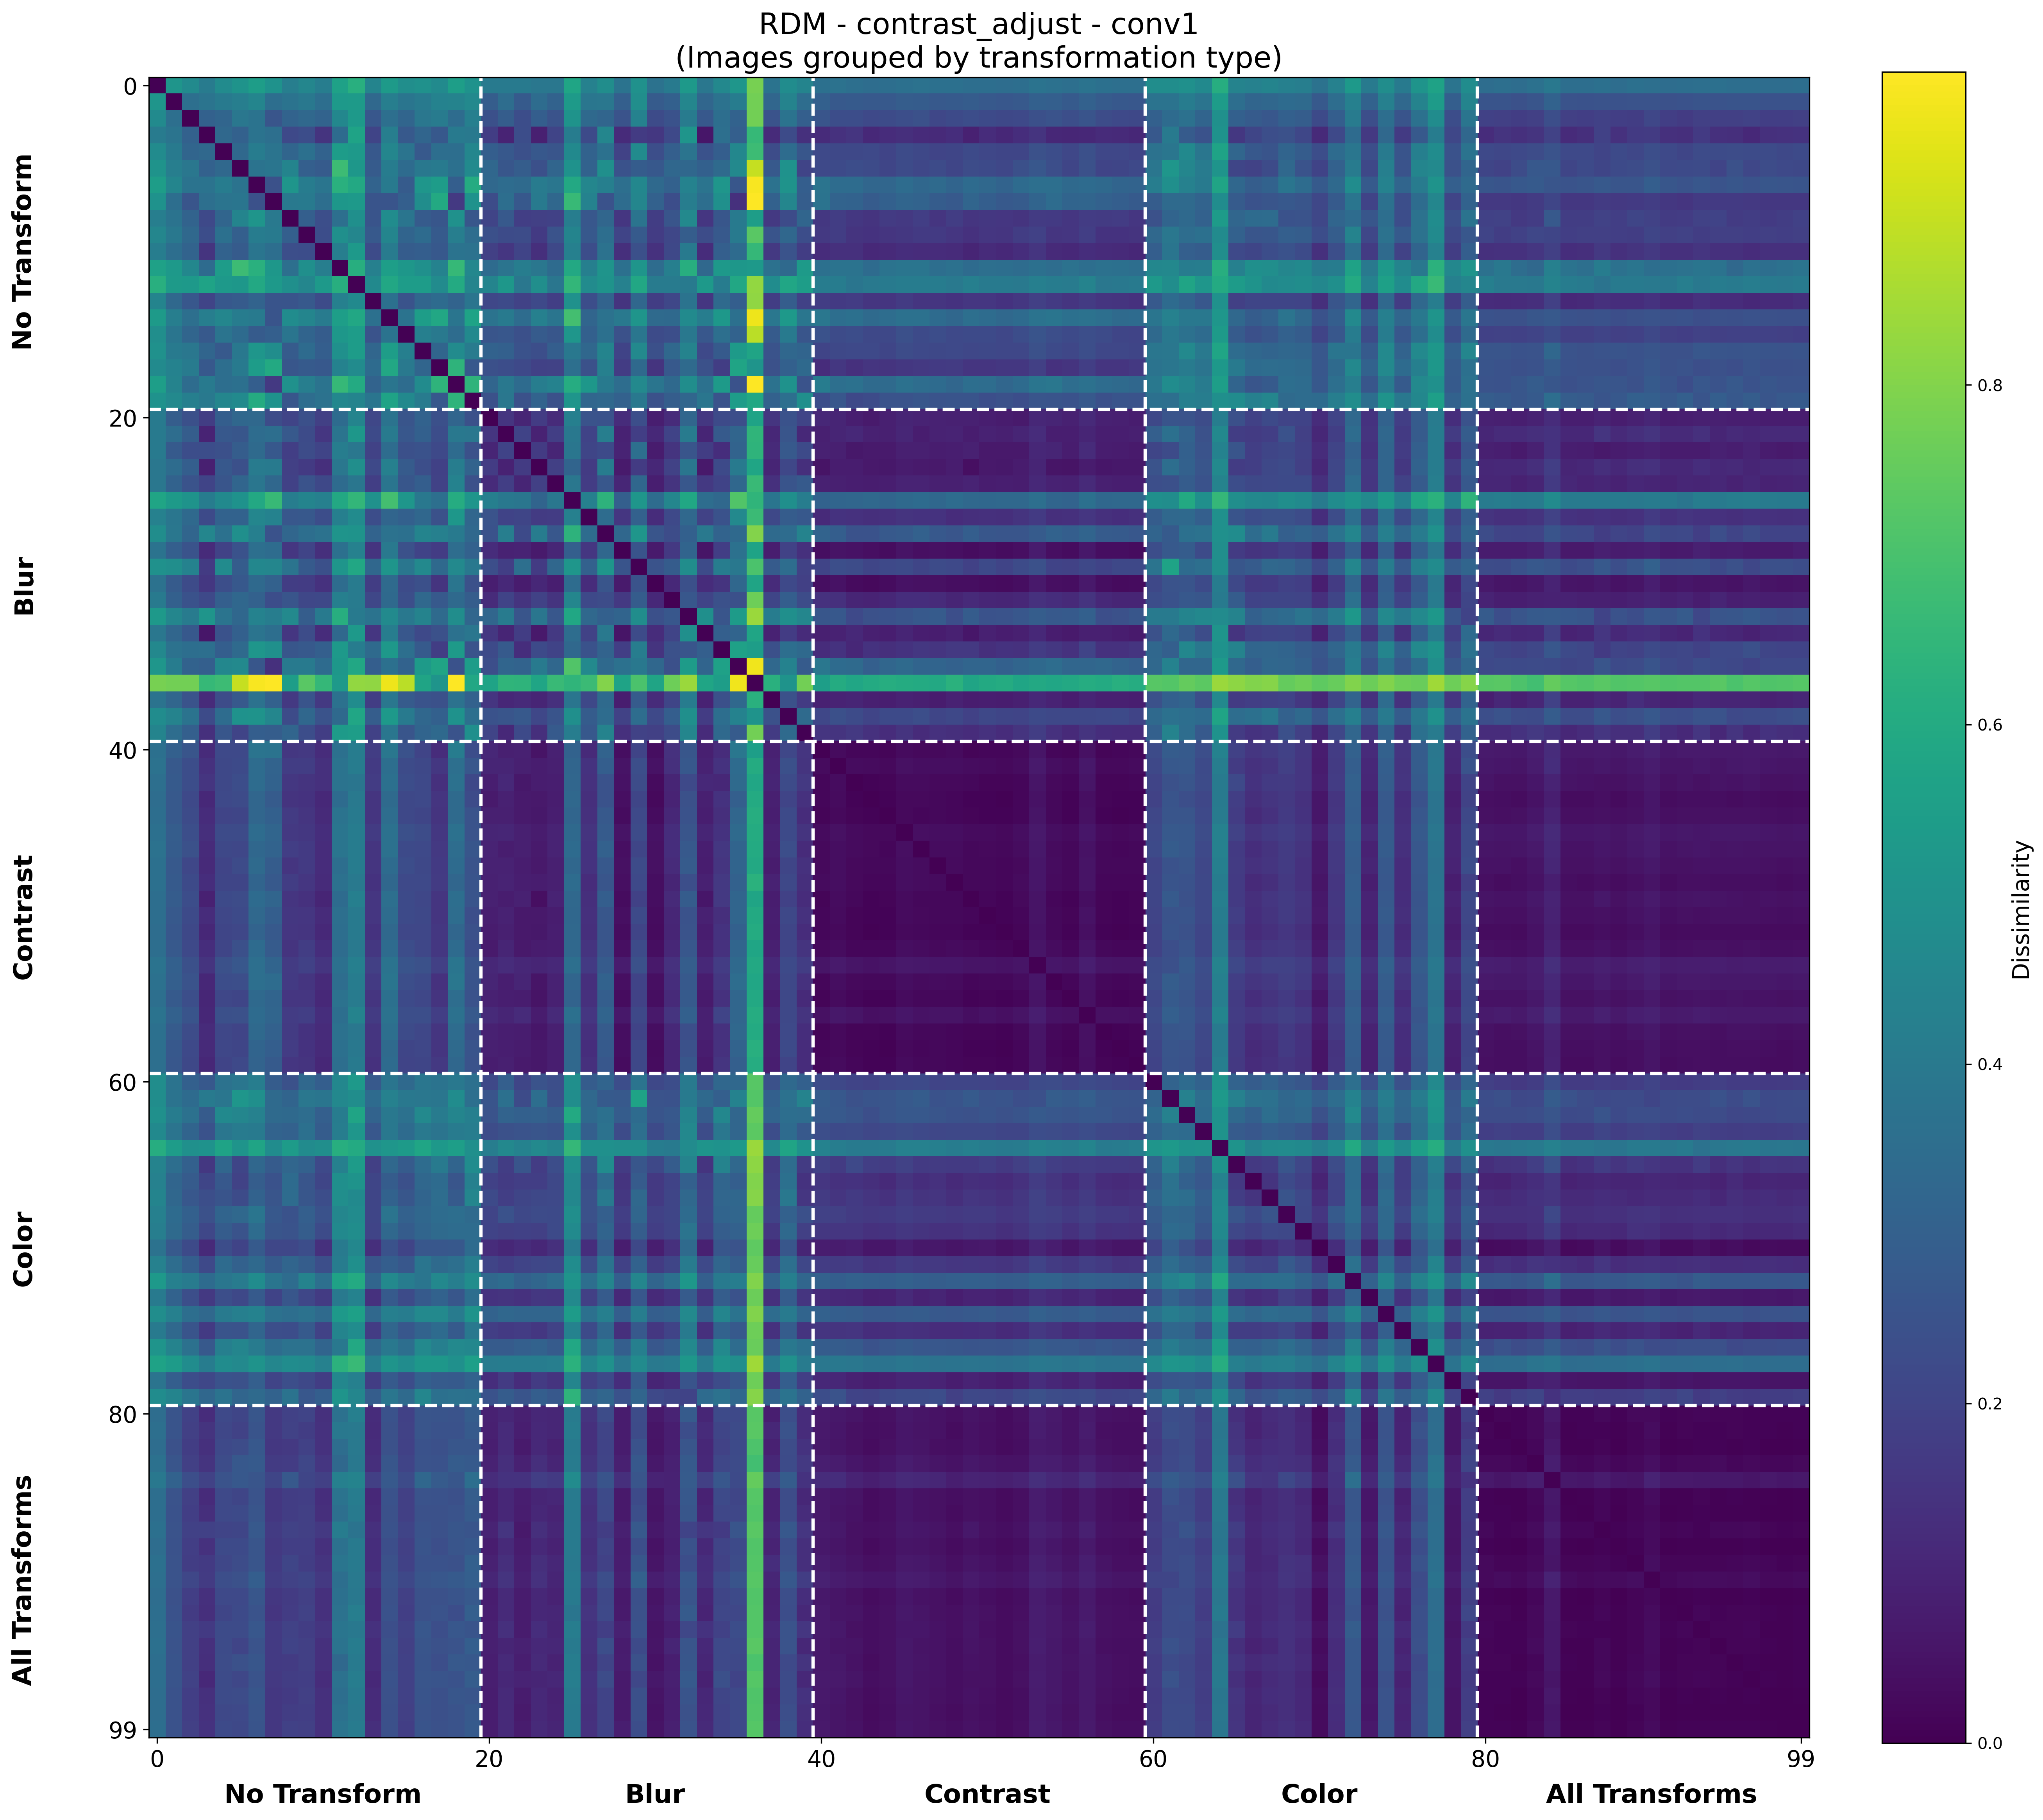 RDM - contrast_adjust - conv1
(Images grouped by transformation type)
0
20
40
60
80
99
No Transform
Blur
Contrast
Color
All Transforms
0
20
40
60
80
99
No Transform
Blur
Contrast
Color
All Transforms
0.8
0.6
0.4
0.2
0.0
Dissimilarity